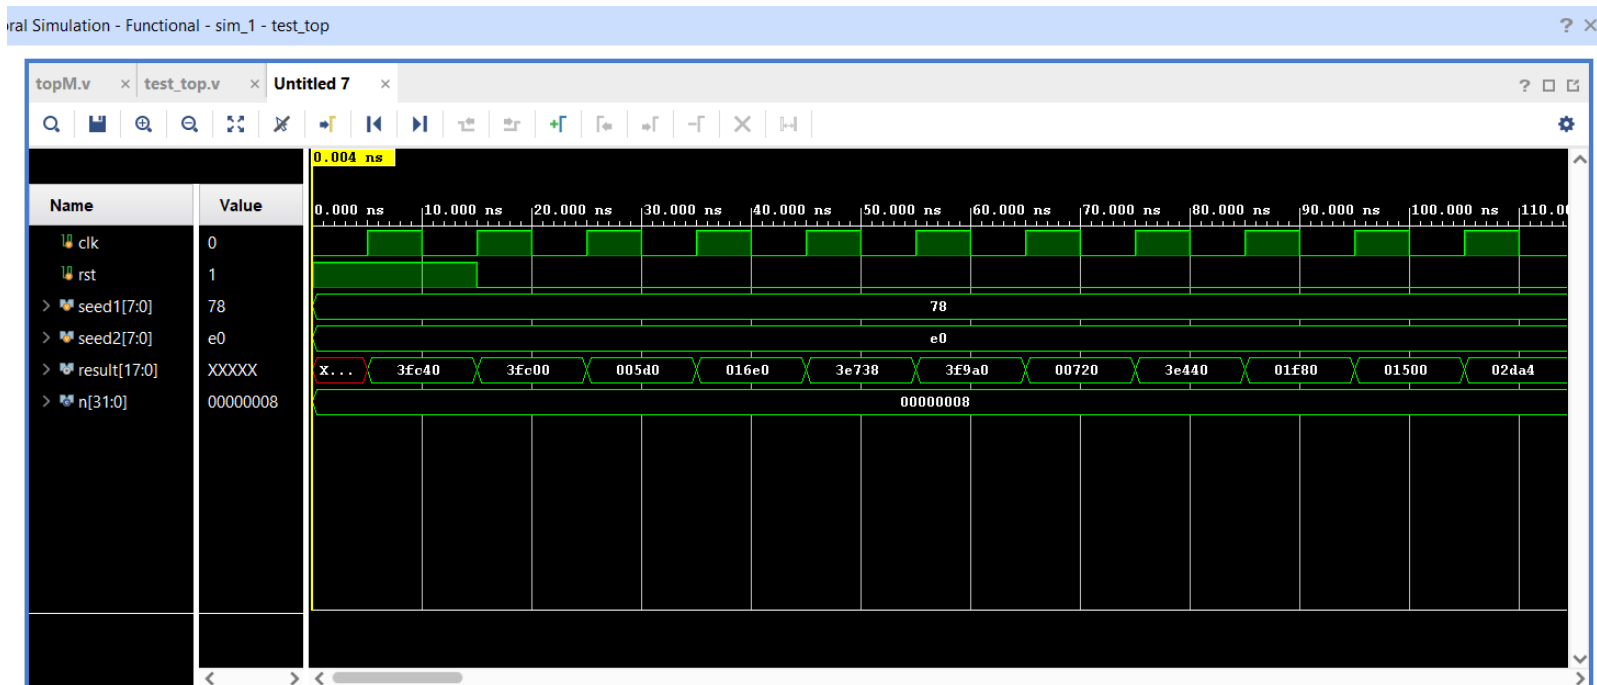 oral Simulation - Functional - sim_1 - test_top ? ×
topM.v × test_top.v × Untitled 7 × ?
0.004 ns
Name Value 0.000 ns 10.000 ns 20.000 ns 30.000 ns 40.000 ns 50.000 ns 60.000 ns 70.000 ns 80.000 ns 90.000 ns 100.000 ns 110.00
clk 0
rst 1
seed1[7:0] 78 78
seed2[7:0] e0 e0
result[17:0] XXXXX X... 3fc40 3fc00 005d0 016e0 3e738 3f9a0 00720 3e440 01f80 01500 02da4
n[31:0] 00000008 00000008